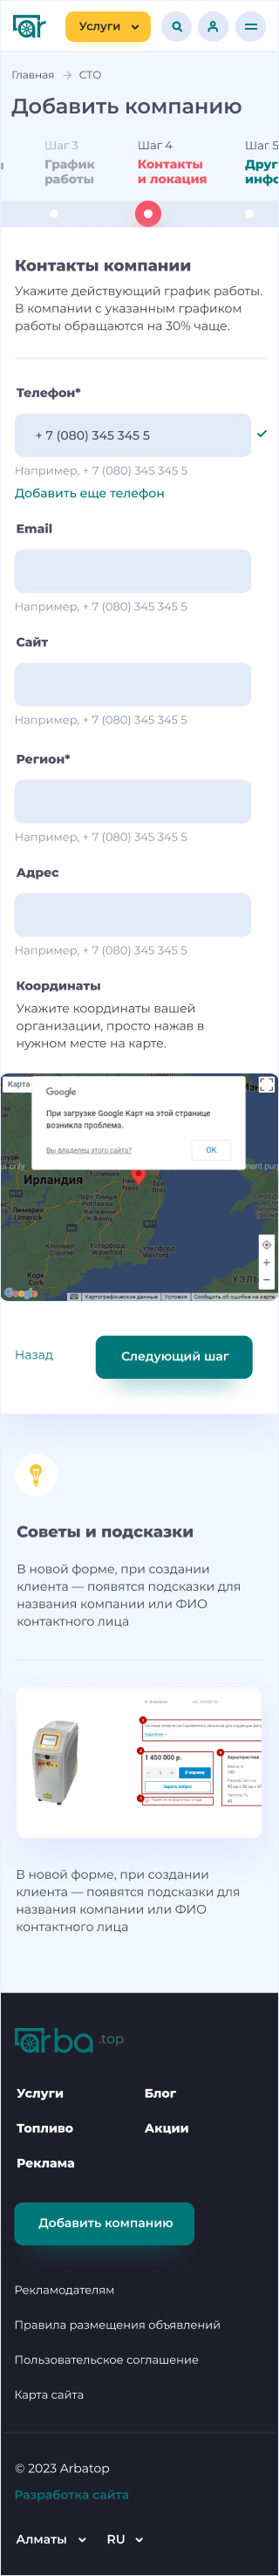 Услуги
Главная → СТО
Добавить компанию
Шаг 3
График
работы
Шаг 4
Контакты
и локация
Шаг 5
Друг
инфо
Контакты компании
Укажите действующий график работы.
В компании с указанным графиком
работы обращаются на 30% чаще.
Телефон*
+ 7 (080) 345 345 5
Например, + 7 (080) 345 345 5
Добавить еще телефон
Email
Например, + 7 (080) 345 345 5
Сайт
Например, + 7 (080) 345 345 5
Регион*
Например, + 7 (080) 345 345 5
Адрес
Например, + 7 (080) 345 345 5
Координаты
Укажите координаты вашей
организации, просто нажав в
нужном месте на карте.
Карта
Google
При загрузке Google Карт на этой странице
возникла проблема.
Вы владелец этого сайта?
ОК
Ирландия
Лимерик
Limerick
Килкенни
Клонмел
Clonmel
Уотерфорд
Уэксфорд
Wexford
Корк
Cork
УЭЛЬ
Google
Картографические данные
Условия
Сообщить об ошибке на карте
Назад
Следующий шаг
Советы и подсказки
В новой форме, при создании
клиента — появятся подсказки для
названия компании или ФИО
контактного лица
1 450 000 р.
В корзину
Задать вопрос
Характеристики
В новой форме, при создании
клиента — появятся подсказки для
названия компании или ФИО
контактного лица
arba.top
Услуги
Блог
Топливо
Акции
Реклама
Добавить компанию
Рекламодателям
Правила размещения объявлений
Пользовательское соглашение
Карта сайта
© 2023 Arbatop
Разработка сайта
Алматы
RU